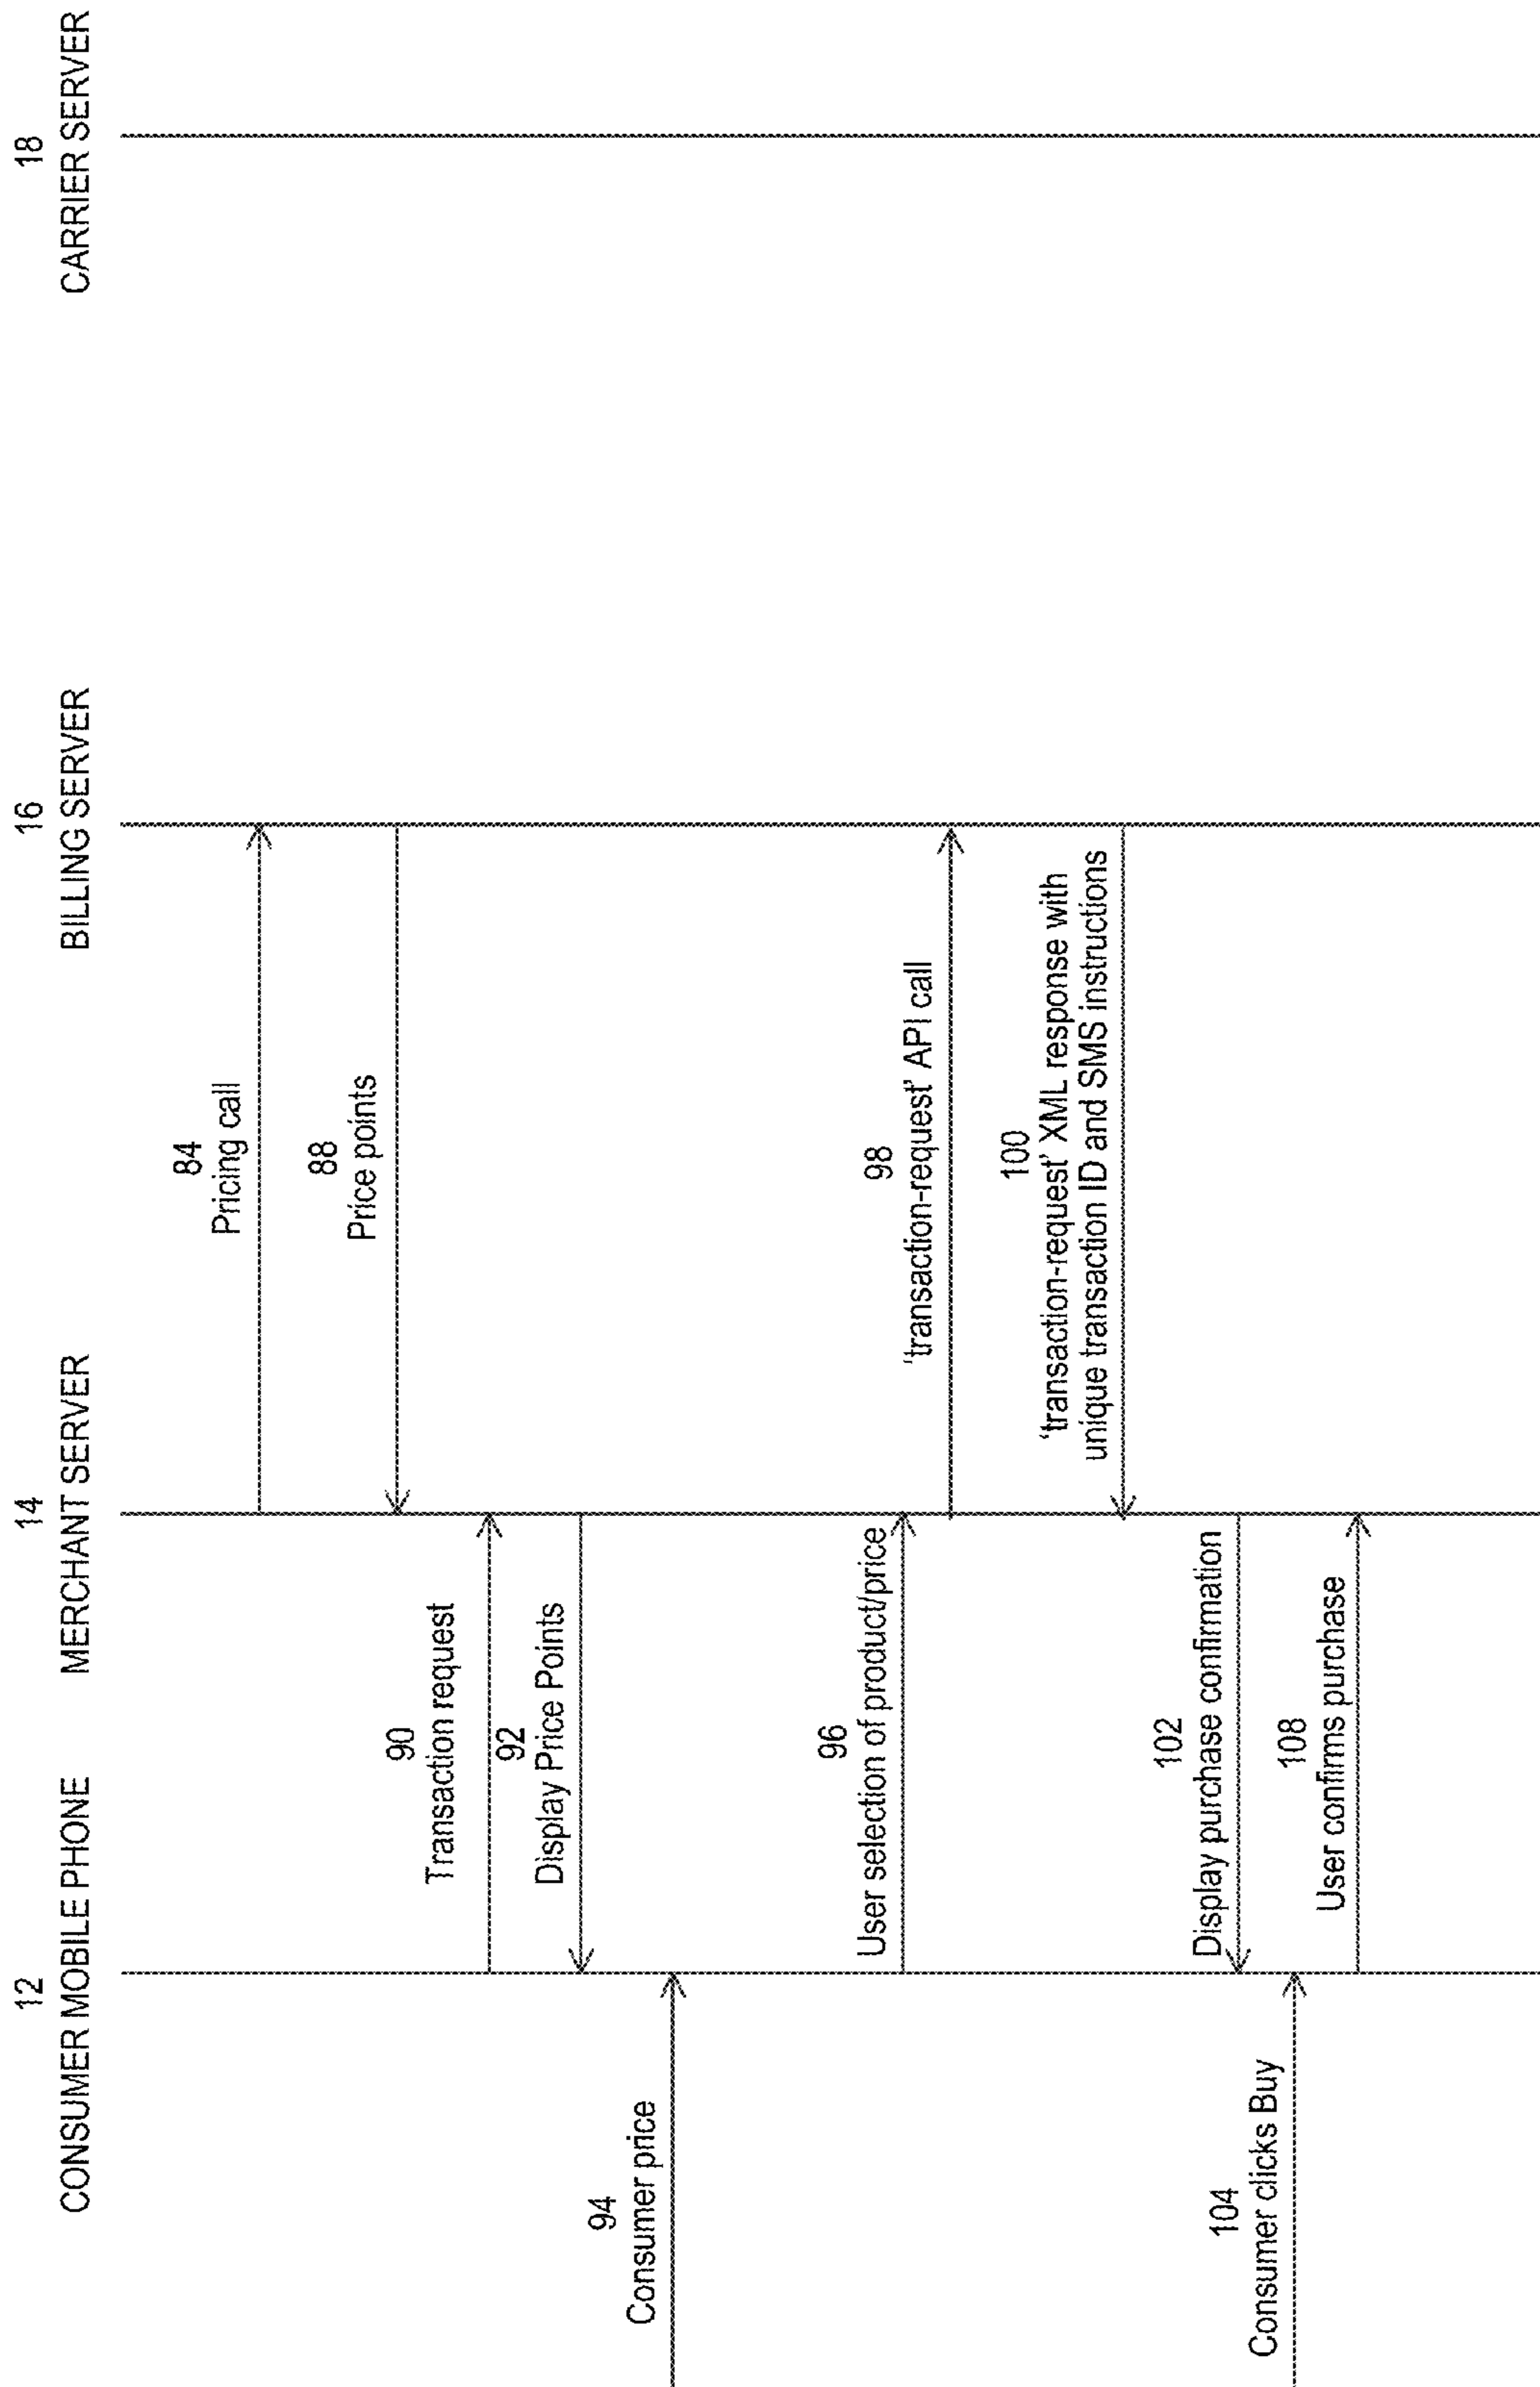 12
CONSUMER MOBILE PHONE
14
MERCHANT SERVER
16
BILLING SERVER
18
CARRIER SERVER
84
Pricing call
88
Price points
90
Transaction request
92
Display Price Points
94
Consumer price
96
User selection of product/price
98
‘transaction-request’ API call
100
‘transaction-request’ XML response with
unique transaction ID and SMS instructions
102
Display purchase confirmation
104
Consumer clicks Buy
108
User confirms purchase